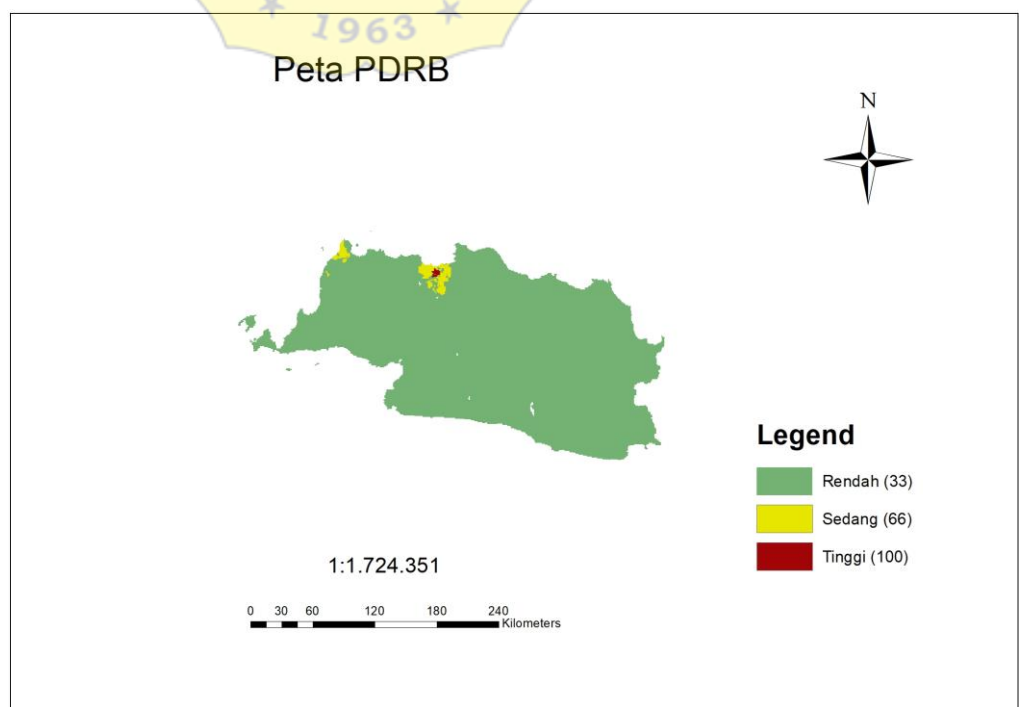 1963
Peta PDRB
N
Legend
Rendah (33)
Sedang (66)
Tinggi (100)
1:1.724.351
0 30 60 120 180 240
Kilometers